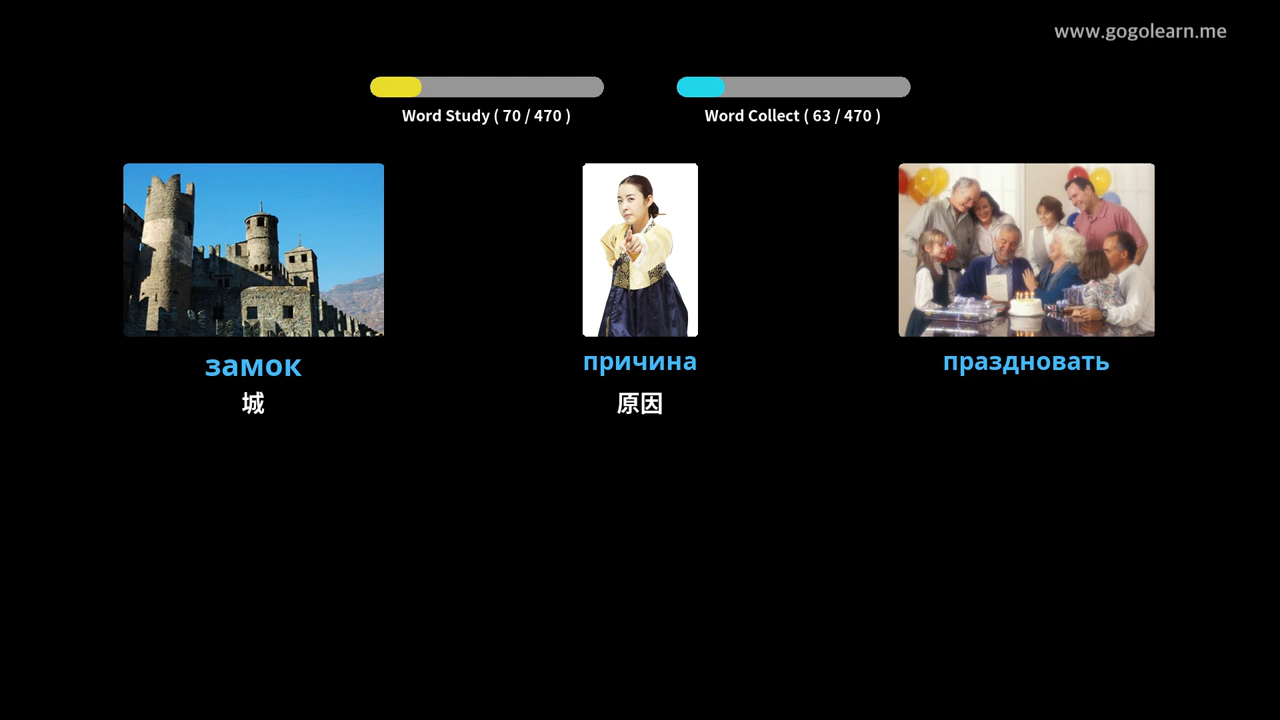 www.gogolearn.me
Word Study ( 70 / 470 )
Word Collect ( 63 / 470 )
замок
причина
праздновать
城
原因